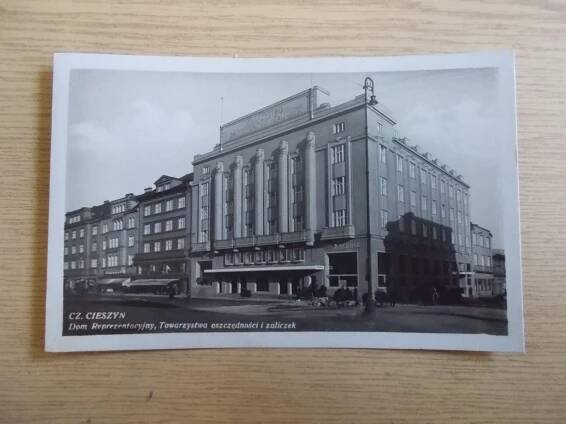 CZ. CIESZYN
Dom Reprezentacyjny, Towarzystwa oszczędności i zaliczek